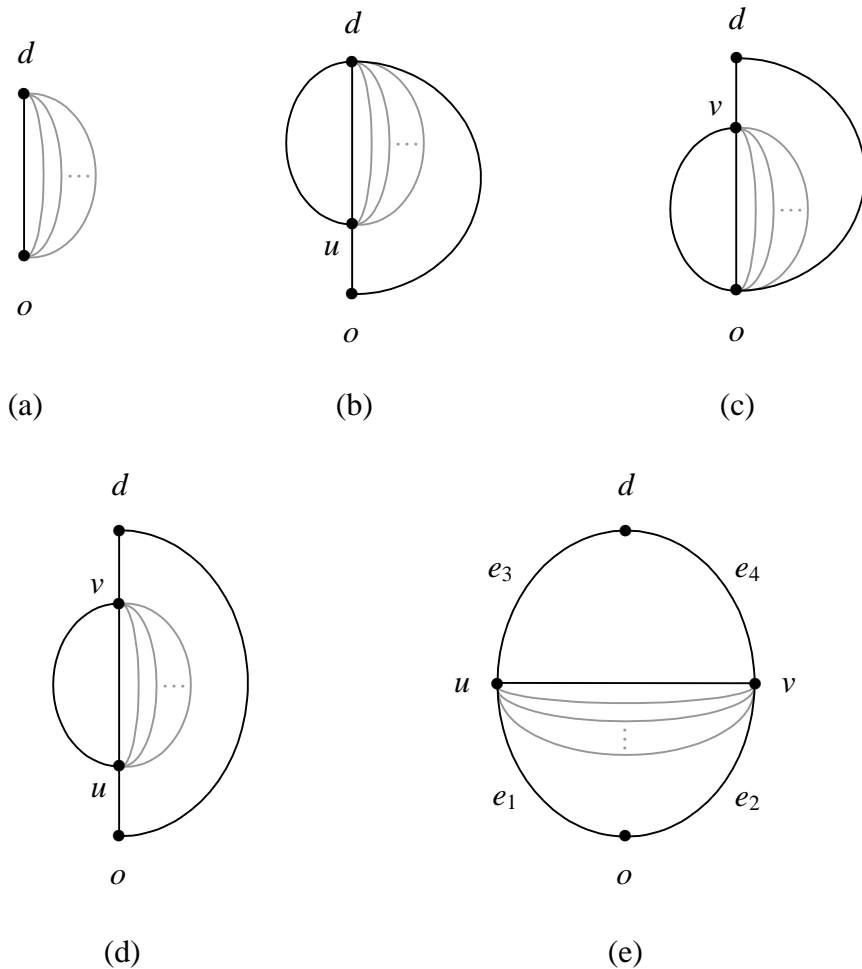 d
o
(a)
d
⋯
u
o
(b)
d
v
⋯
o
(c)
d
v
⋯
u
o
(d)
d
e₃
e₄
u
v
⋮
e₁
e₂
o
(e)